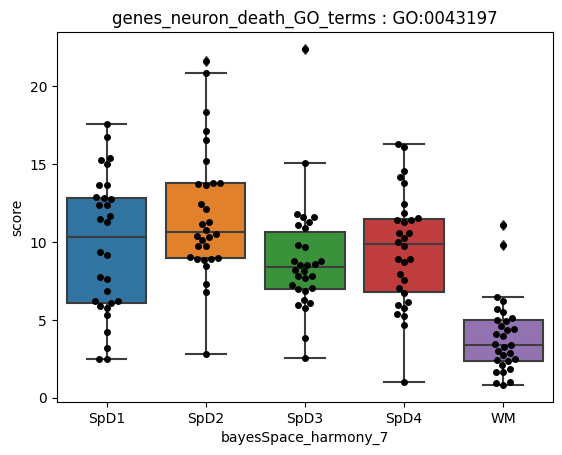 genes_neuron_death_GO_terms : GO:0043197
score
20
15
10
5
0
SpD1 SpD2 SpD3 SpD4 WM
bayesSpace_harmony_7